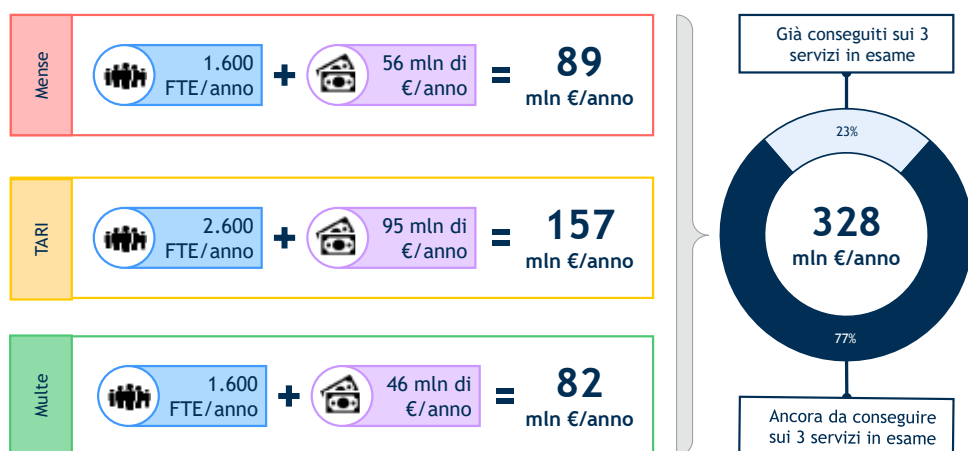 Mense
1.600
FTE/anno
+
56 mln di
€/anno
=
89
mln €/anno
TARI
2.600
FTE/anno
+
95 mln di
€/anno
=
157
mln €/anno
Multe
1.600
FTE/anno
+
46 mln di
€/anno
=
82
mln €/anno
Già conseguiti sui 3
servizi in esame
23%
328
mln €/anno
77%
Ancora da conseguire
sui 3 servizi in esame